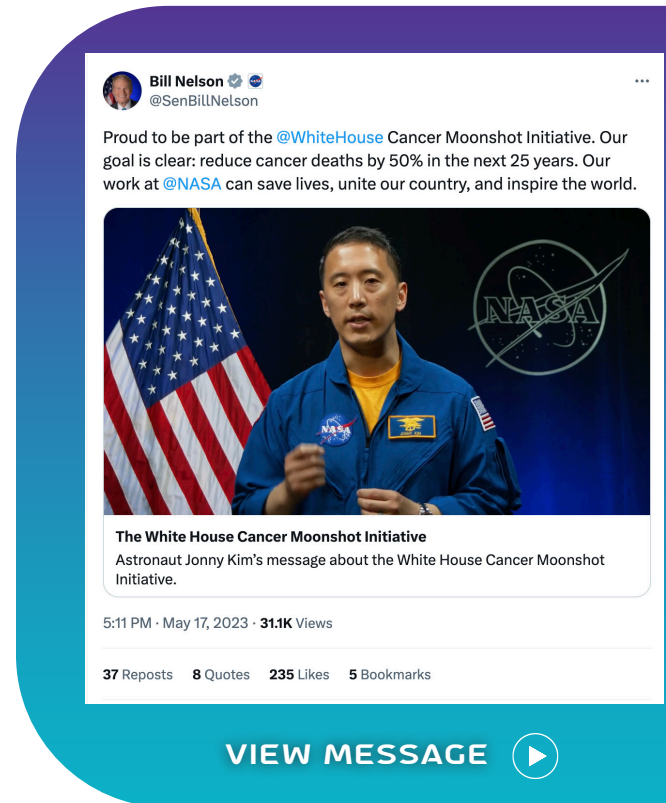 Bill Nelson
@SenBillNelson
Proud to be part of the @WhiteHouse Cancer Moonshot Initiative. Our
goal is clear: reduce cancer deaths by 50% in the next 25 years. Our
work at @NASA can save lives, unite our country, and inspire the world.
NASA
NASA
The White House Cancer Moonshot Initiative
Astronaut Jonny Kim's message about the White House Cancer Moonshot
Initiative.
5:11 PM · May 17, 2023 · 31.1K Views
37 Reposts 8 Quotes 235 Likes 5 Bookmarks
VIEW MESSAGE